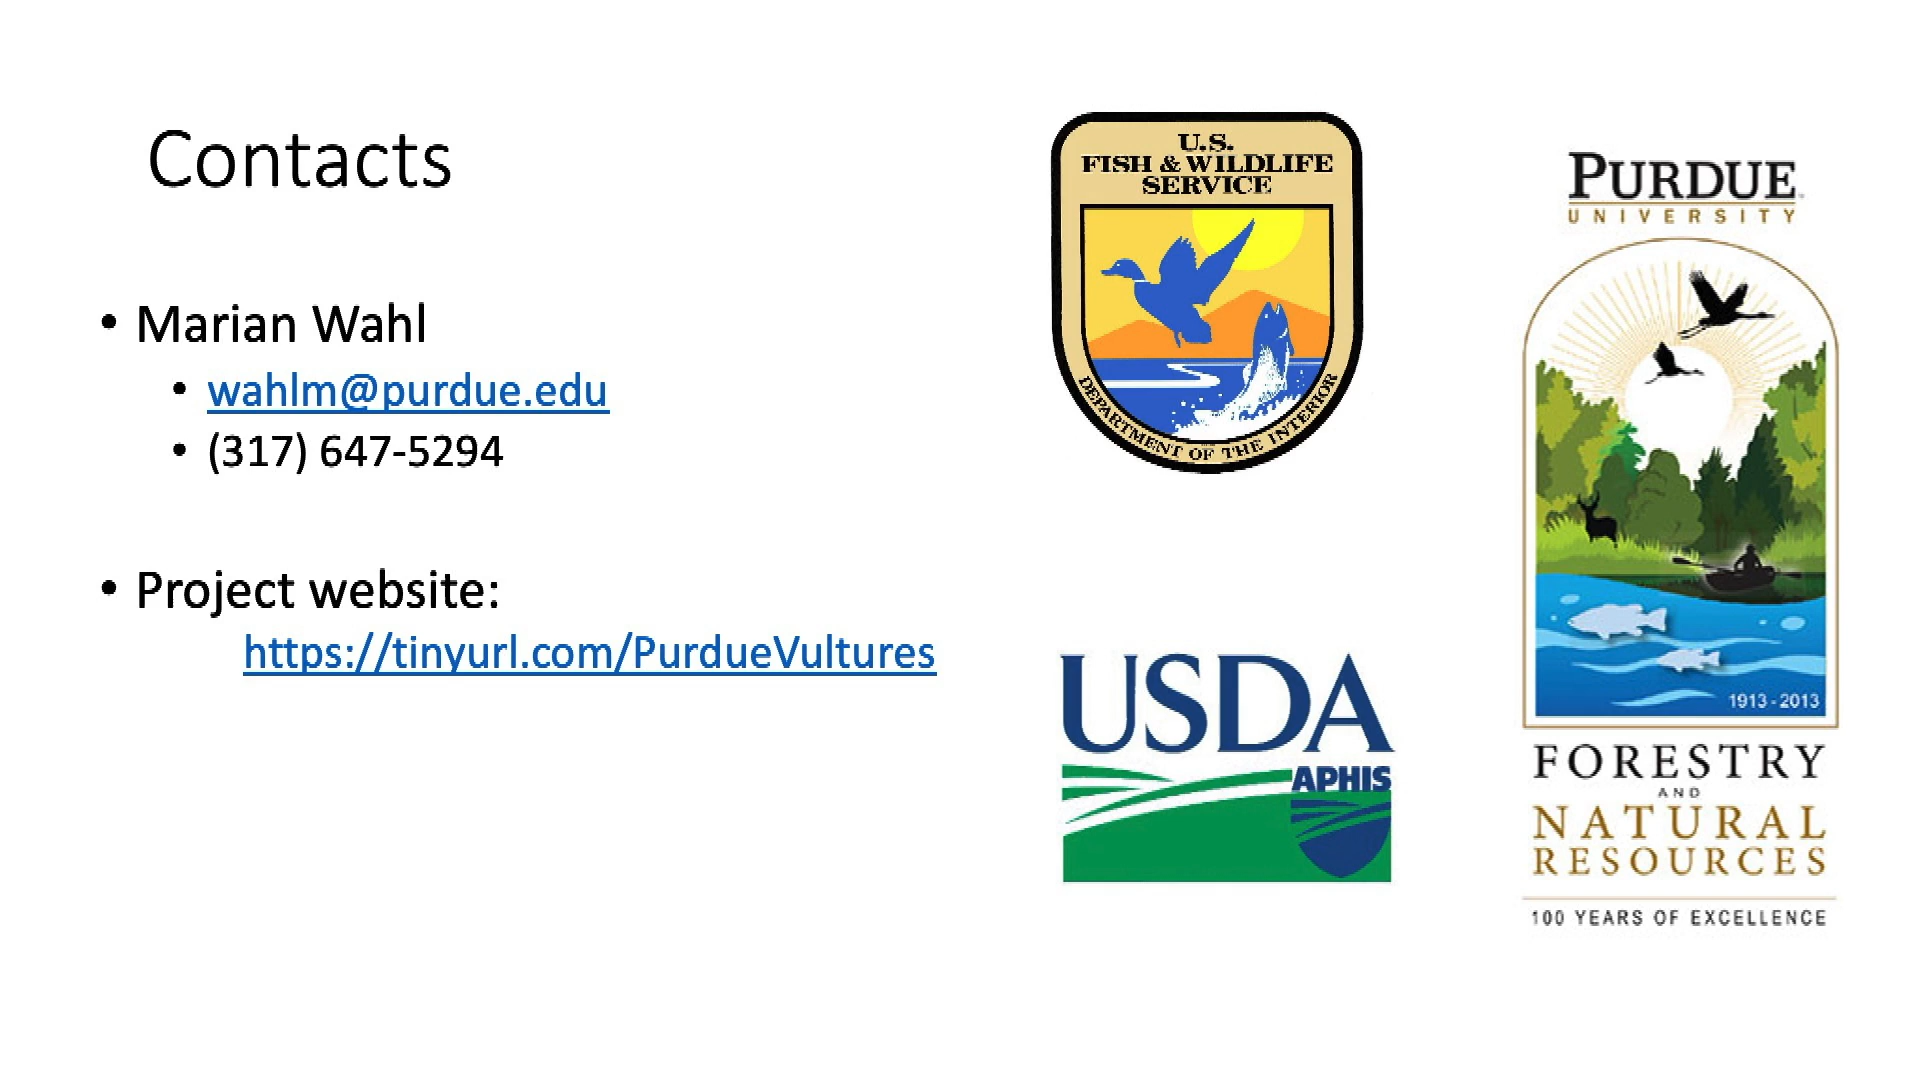 Contacts
• Marian Wahl
• wahlm@purdue.edu
• (317) 647-5294
• Project website:
https://tinyurl.com/PurdueVultures
U.S.
FISH & WILDLIFE
SERVICE
DEPARTMENT OF THE INTERIOR
USDA
APHIS
PURDUE
UNIVERSITY
1913 - 2013
FORESTRY
AND
NATURAL
RESOURCES
100 YEARS OF EXCELLENCE